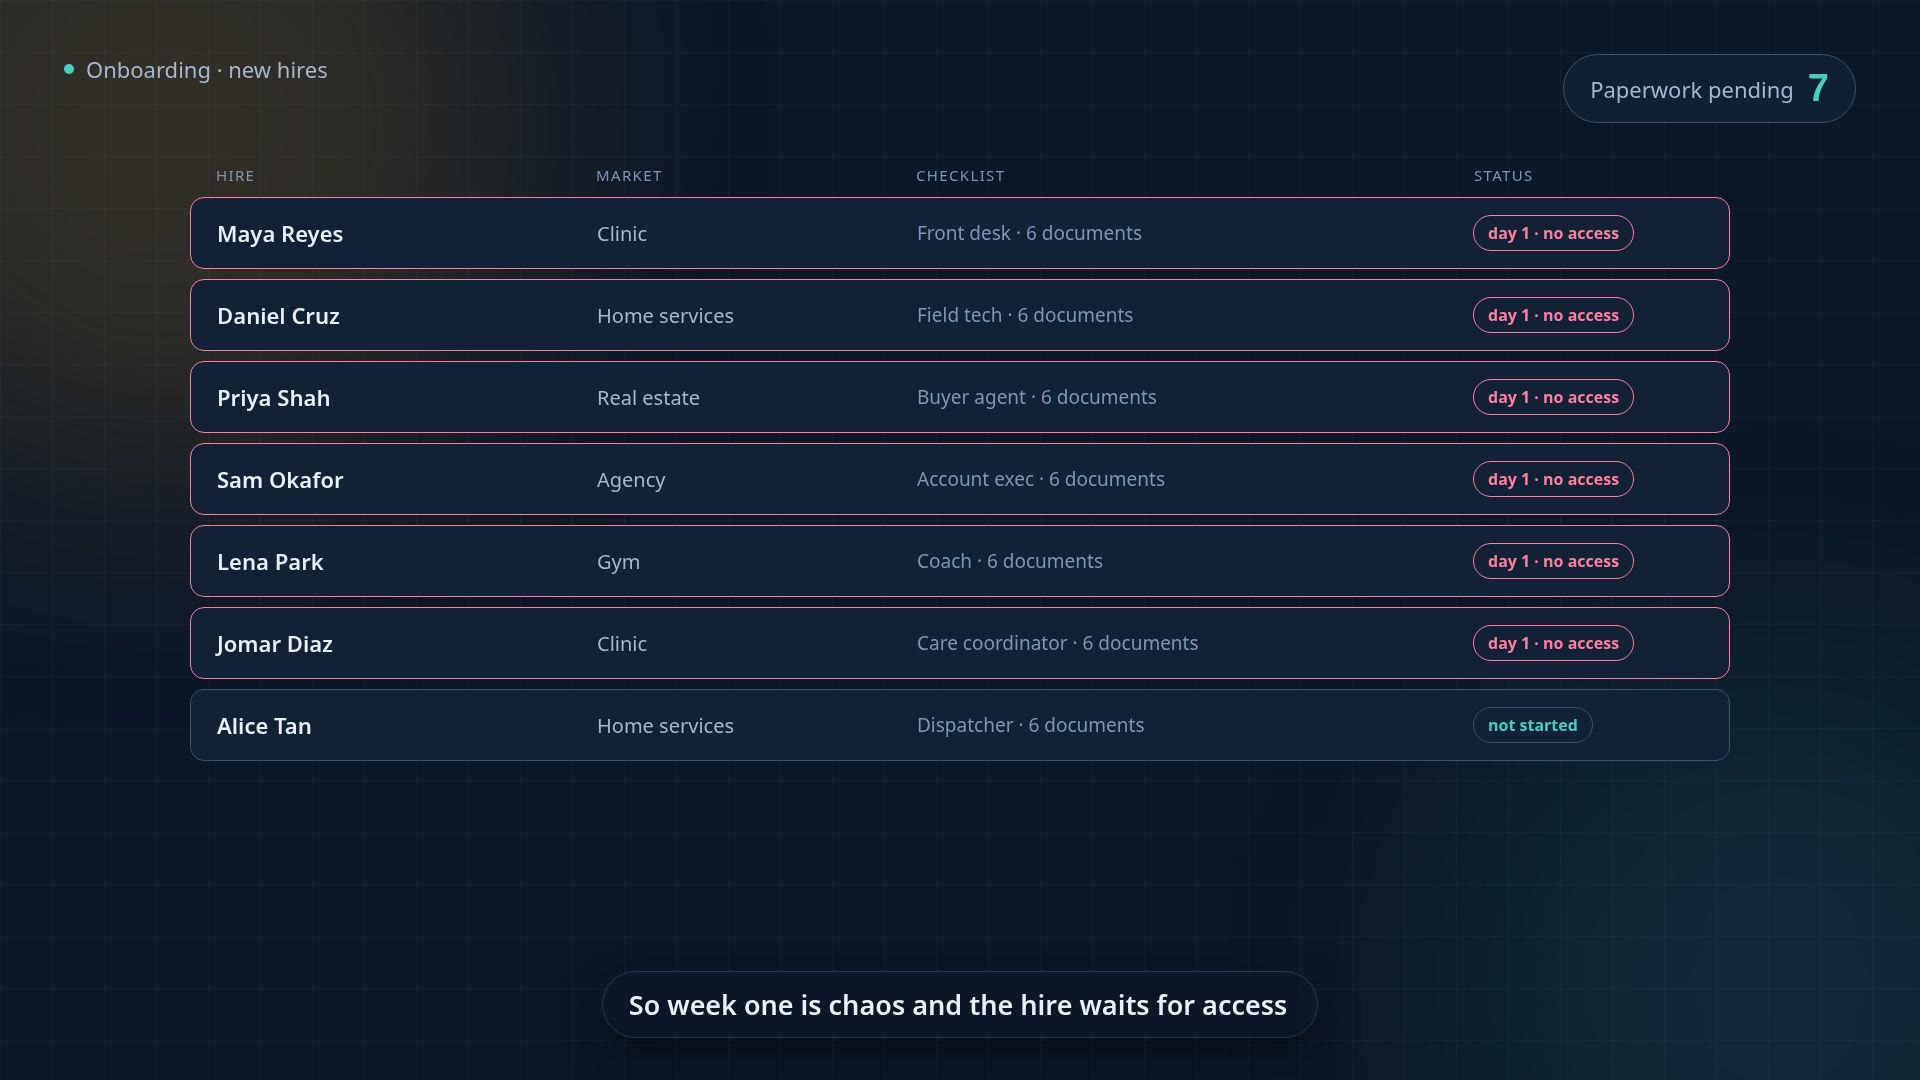 Onboarding · new hires
Paperwork pending 7
HIRE MARKET CHECKLIST STATUS
Maya Reyes Clinic Front desk · 6 documents day 1 · no access
Daniel Cruz Home services Field tech · 6 documents day 1 · no access
Priya Shah Real estate Buyer agent · 6 documents day 1 · no access
Sam Okafor Agency Account exec · 6 documents day 1 · no access
Lena Park Gym Coach · 6 documents day 1 · no access
Jomar Diaz Clinic Care coordinator · 6 documents day 1 · no access
Alice Tan Home services Dispatcher · 6 documents not started
So week one is chaos and the hire waits for access